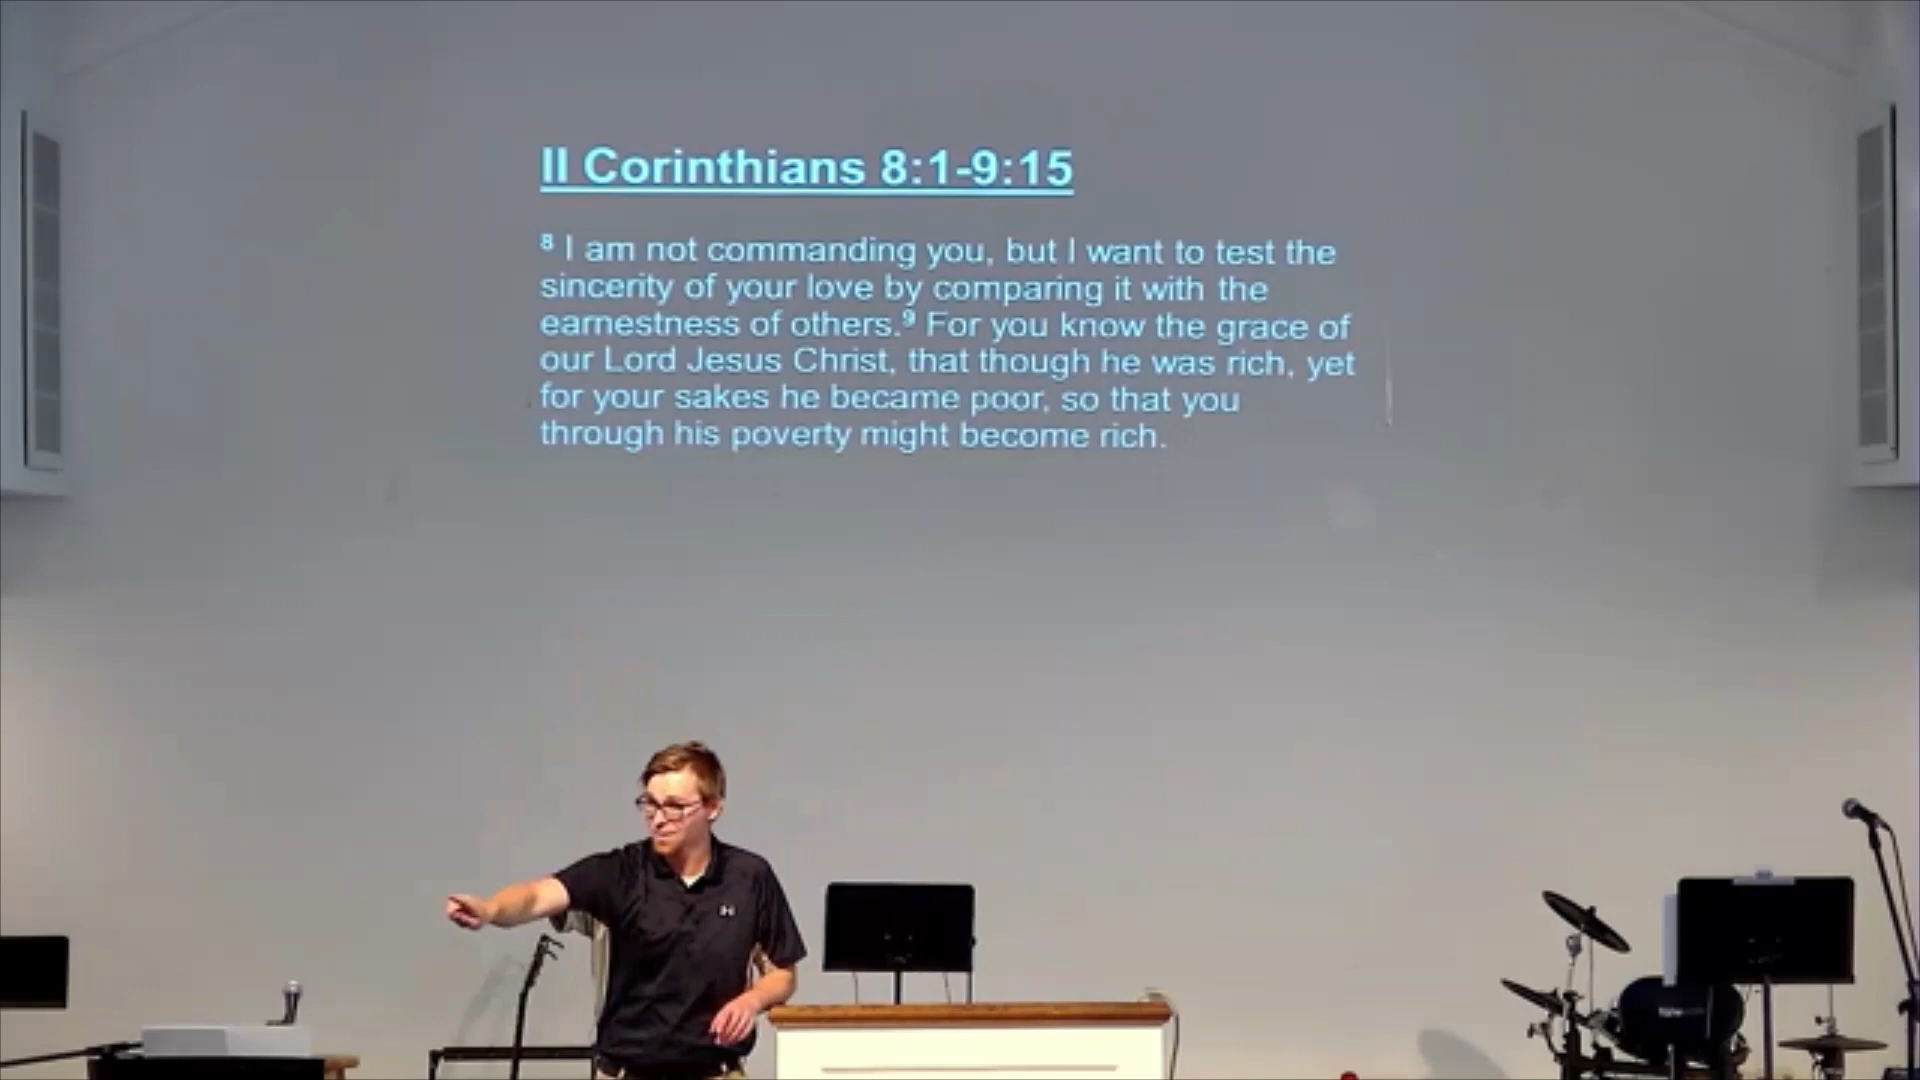 II Corinthians 8:1-9:15
8 I am not commanding you, but I want to test the
sincerity of your love by comparing it with the
earnestness of others.9 For you know the grace of
our Lord Jesus Christ, that though he was rich, yet
for your sakes he became poor, so that you
through his poverty might become rich.